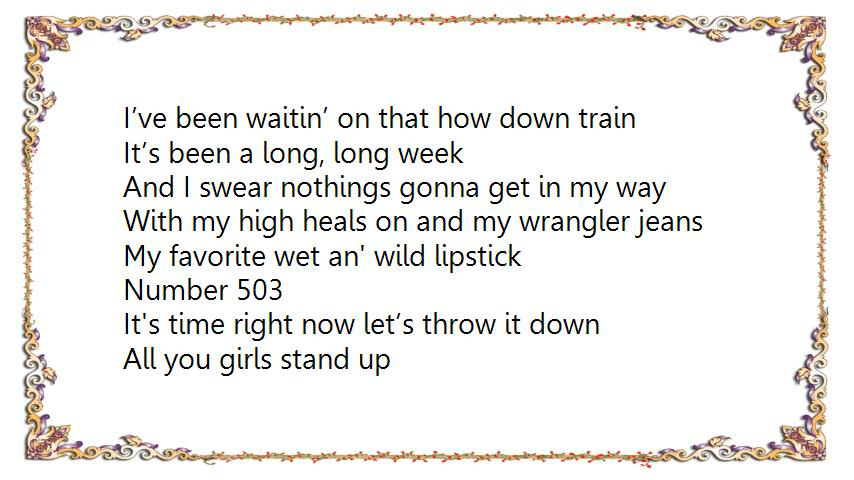 I’ve been waitin’ on that how down train
It’s been a long, long week
And I swear nothings gonna get in my way
With my high heals on and my wrangler jeans
My favorite wet an' wild lipstick
Number 503
It's time right now let‘s throw it down
All you girls stand up